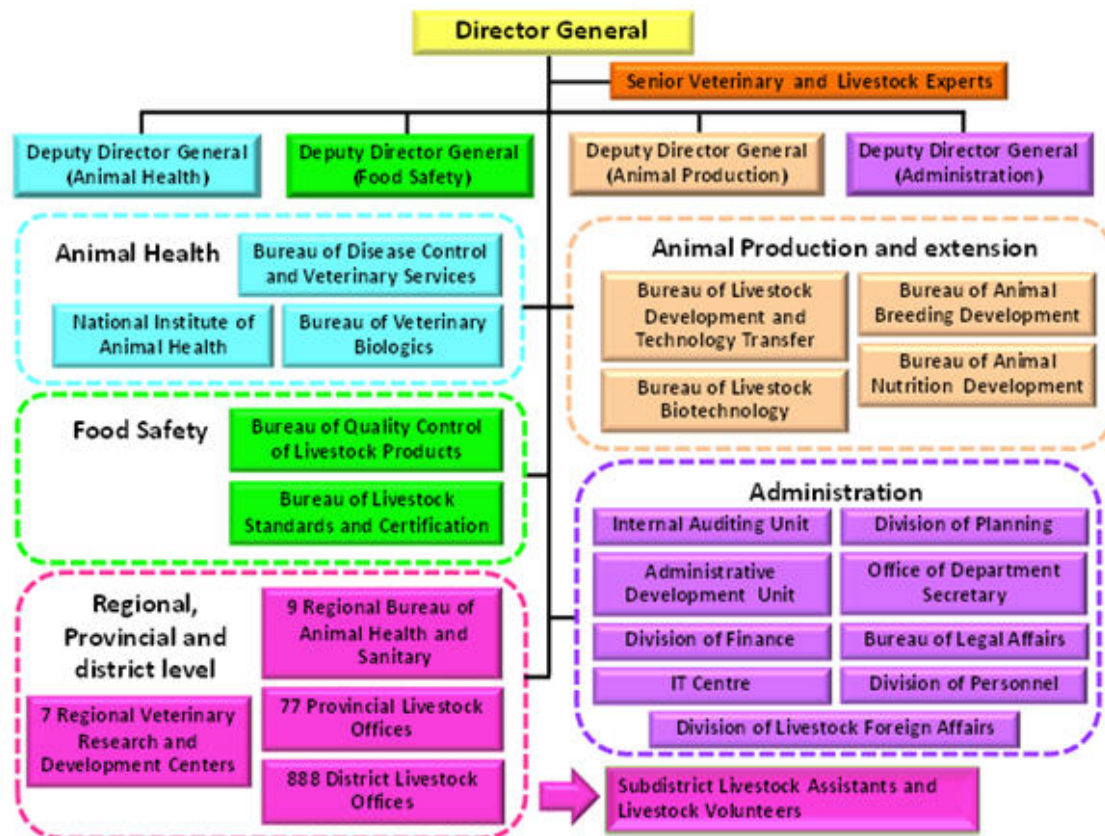 Director General
Senior Veterinary and Livestock Experts
Deputy Director General
(Animal Health)
Deputy Director General
(Food Safety)
Deputy Director General
(Animal Production)
Deputy Director General
(Administration)
Animal Health
Bureau of Disease Control
and Veterinary Services
National Institute of
Animal Health
Bureau of Veterinary
Biologics
Animal Production and extension
Bureau of Livestock
Development and
Technology Transfer
Bureau of Animal
Breeding Development
Bureau of Livestock
Biotechnology
Bureau of Animal
Nutrition Development
Food Safety
Bureau of Quality Control
of Livestock Products
Bureau of Livestock
Standards and Certification
Administration
Internal Auditing Unit
Division of Planning
Administrative
Development Unit
Office of Department
Secretary
Division of Finance
Bureau of Legal Affairs
IT Centre
Division of Personnel
Division of Livestock Foreign Affairs
Regional,
Provincial and
district level
9 Regional Bureau of
Animal Health and
Sanitary
7 Regional Veterinary
Research and
Development Centers
77 Provincial Livestock
Offices
888 District Livestock
Offices
Subdistrict Livestock Assistants and
Livestock Volunteers